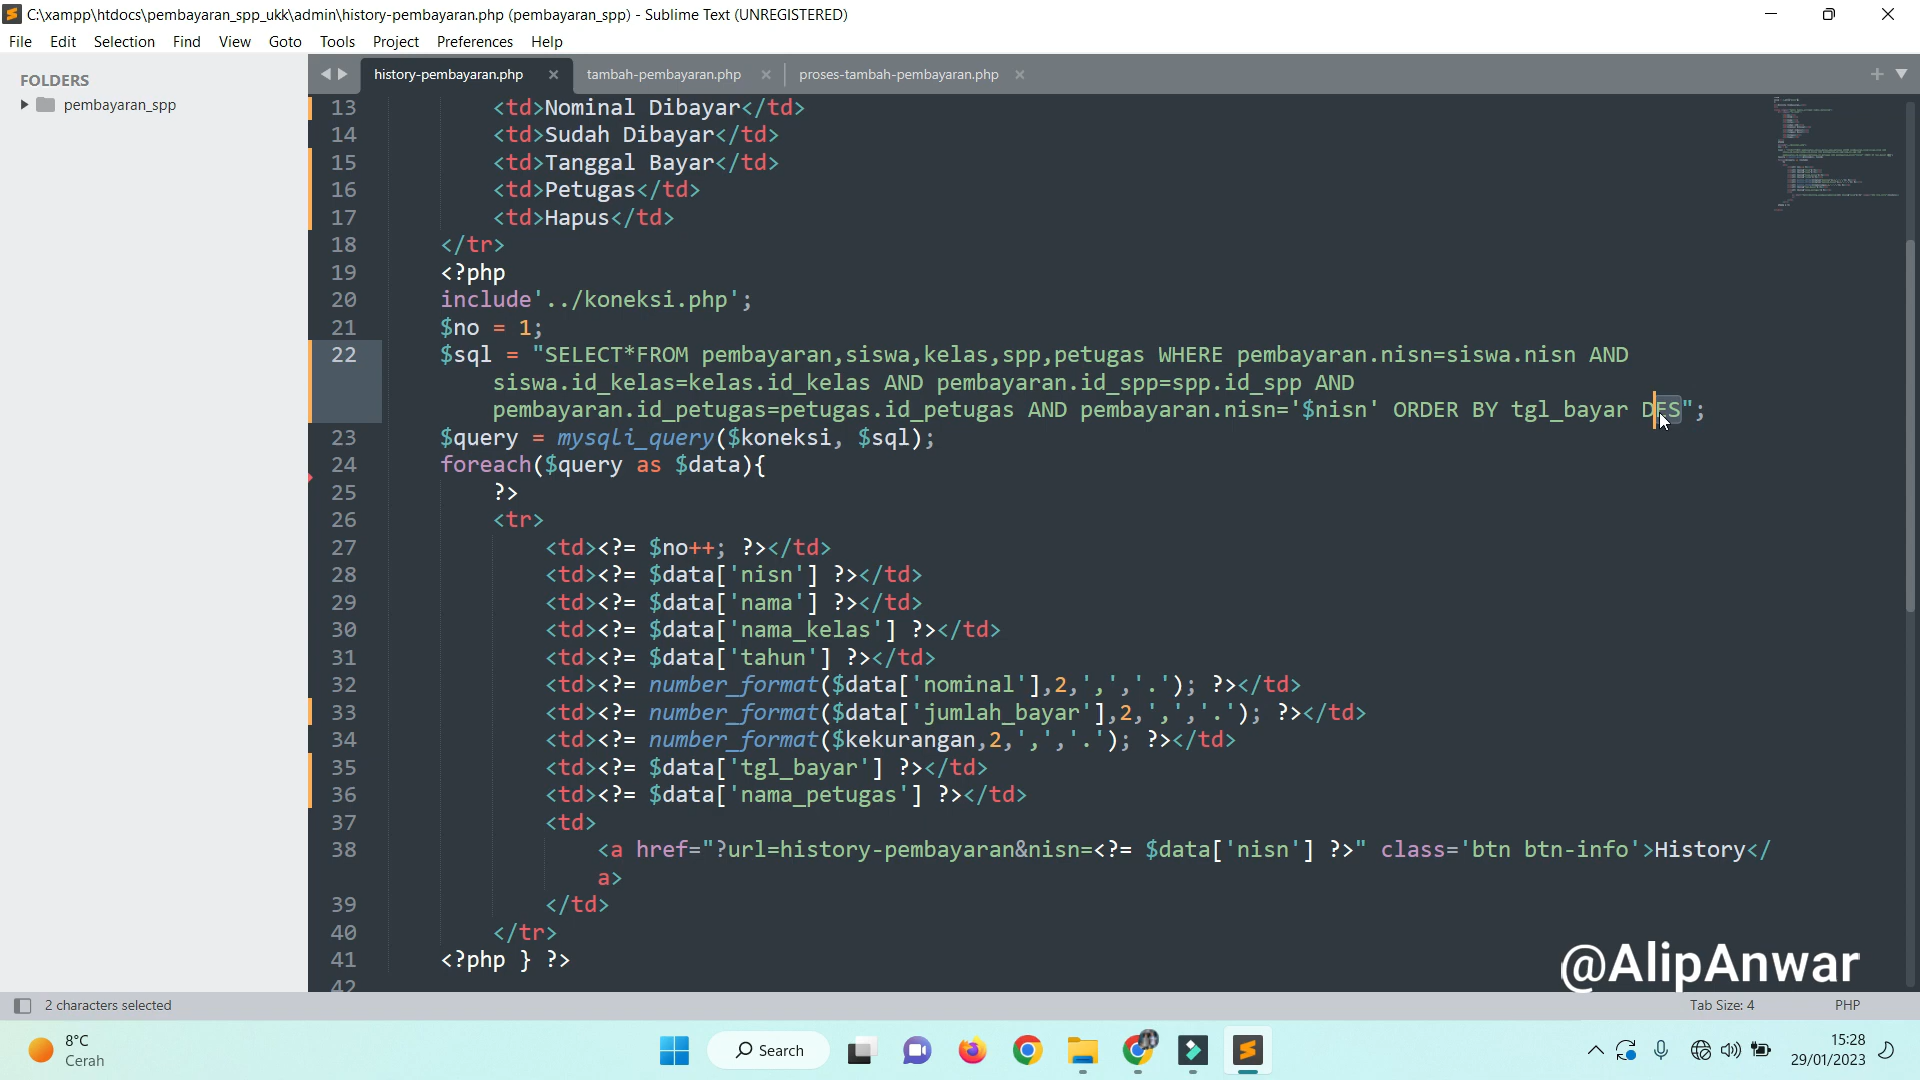 C:\xampp\htdocs\pembayaran_spp_ukk\admin\history-pembayaran.php (pembayaran_spp) - Sublime Text (UNREGISTERED)
File Edit Selection Find View Goto Tools Project Preferences Help
FOLDERS
pembayaran_spp
history-pembayaran.php tambah-pembayaran.php proses-tambah-pembayaran.php
13 <td>Nominal Dibayar</td>
14 <td>Sudah Dibayar</td>
15 <td>Tanggal Bayar</td>
16 <td>Petugas</td>
17 <td>Hapus</td>
18 </tr>
19 <?php
20 include'../koneksi.php';
21 $no = 1;
22 $sql = "SELECT*FROM pembayaran,siswa,kelas,spp,petugas WHERE pembayaran.nisn=siswa.nisn AND
siswa.id_kelas=kelas.id_kelas AND pembayaran.id_spp=spp.id_spp AND
pembayaran.id_petugas=petugas.id_petugas AND pembayaran.nisn='$nisn' ORDER BY tgl_bayar DES";
23 $query = mysqli_query($koneksi, $sql);
24 foreach($query as $data){
25 ?>
26 <tr>
27 <td><?= $no++; ?></td>
28 <td><?= $data['nisn'] ?></td>
29 <td><?= $data['nama'] ?></td>
30 <td><?= $data['nama_kelas'] ?></td>
31 <td><?= $data['tahun'] ?></td>
32 <td><?= number_format($data['nominal'],2,',','.'); ?></td>
33 <td><?= number_format($data['jumlah_bayar'],2,',','.'); ?></td>
34 <td><?= number_format($kekurangan,2,',','.'); ?></td>
35 <td><?= $data['tgl_bayar'] ?></td>
36 <td><?= $data['nama_petugas'] ?></td>
37 <td>
38 <a href="?url=history-pembayaran&nisn=<?= $data['nisn'] ?>" class='btn btn-info'>History</
a>
39 </td>
40 </tr>
41 <?php } ?>
42
@AlipAnwar
2 characters selected Tab Size: 4 PHP
8°C
Cerah
Search
15:28
29/01/2023